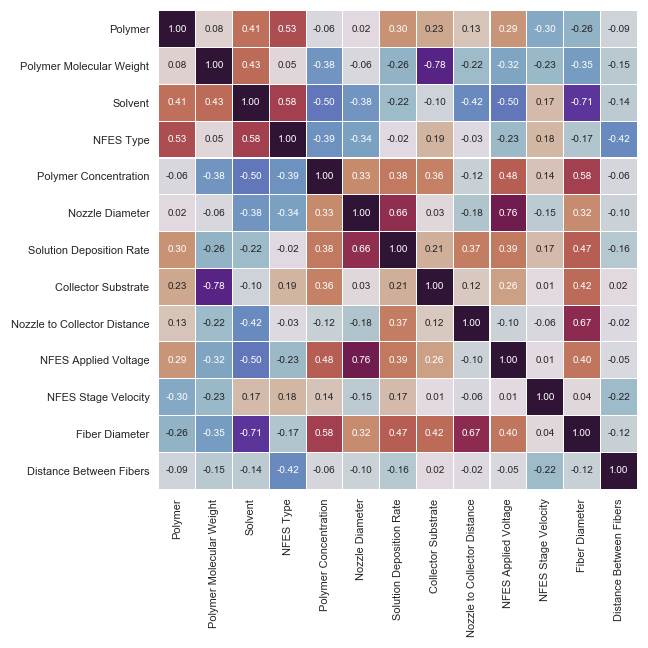 Polymer 1.00 0.08 0.41 0.53 -0.06 0.02 0.30 0.23 0.13 0.29 -0.30 -0.26 -0.09
Polymer Molecular Weight 0.08 1.00 0.43 0.05 -0.38 -0.06 -0.26 -0.78 -0.22 -0.32 -0.23 -0.35 -0.15
Solvent 0.41 0.43 1.00 0.58 -0.50 -0.38 -0.22 -0.10 -0.42 -0.50 0.17 -0.71 -0.14
NFES Type 0.53 0.05 0.58 1.00 -0.39 -0.34 -0.02 0.19 -0.03 -0.23 0.18 -0.17 -0.42
Polymer Concentration -0.06 -0.38 -0.50 -0.39 1.00 0.33 0.38 0.36 -0.12 0.48 0.14 0.58 -0.06
Nozzle Diameter 0.02 -0.06 -0.38 -0.34 0.33 1.00 0.66 0.03 -0.18 0.76 -0.15 0.32 -0.10
Solution Deposition Rate 0.30 -0.26 -0.22 -0.02 0.38 0.66 1.00 0.21 0.37 0.39 0.17 0.47 -0.16
Collector Substrate 0.23 -0.78 -0.10 0.19 0.36 0.03 0.21 1.00 0.12 0.26 0.01 0.42 0.02
Nozzle to Collector Distance 0.13 -0.22 -0.42 -0.03 -0.12 -0.18 0.37 0.12 1.00 -0.10 -0.06 0.67 -0.02
NFES Applied Voltage 0.29 -0.32 -0.50 -0.23 0.48 0.76 0.39 0.26 -0.10 1.00 0.01 0.40 -0.05
NFES Stage Velocity -0.30 -0.23 0.17 0.18 0.14 -0.15 0.17 0.01 -0.06 0.01 1.00 0.04 -0.22
Fiber Diameter -0.26 -0.35 -0.71 -0.17 0.58 0.32 0.47 0.42 0.67 0.40 0.04 1.00 -0.12
Distance Between Fibers -0.09 -0.15 -0.14 -0.42 -0.06 -0.10 -0.16 0.02 -0.02 -0.05 -0.22 -0.12 1.00
Polymer
Polymer Molecular Weight
Solvent
NFES Type
Polymer Concentration
Nozzle Diameter
Solution Deposition Rate
Collector Substrate
Nozzle to Collector Distance
NFES Applied Voltage
NFES Stage Velocity
Fiber Diameter
Distance Between Fibers